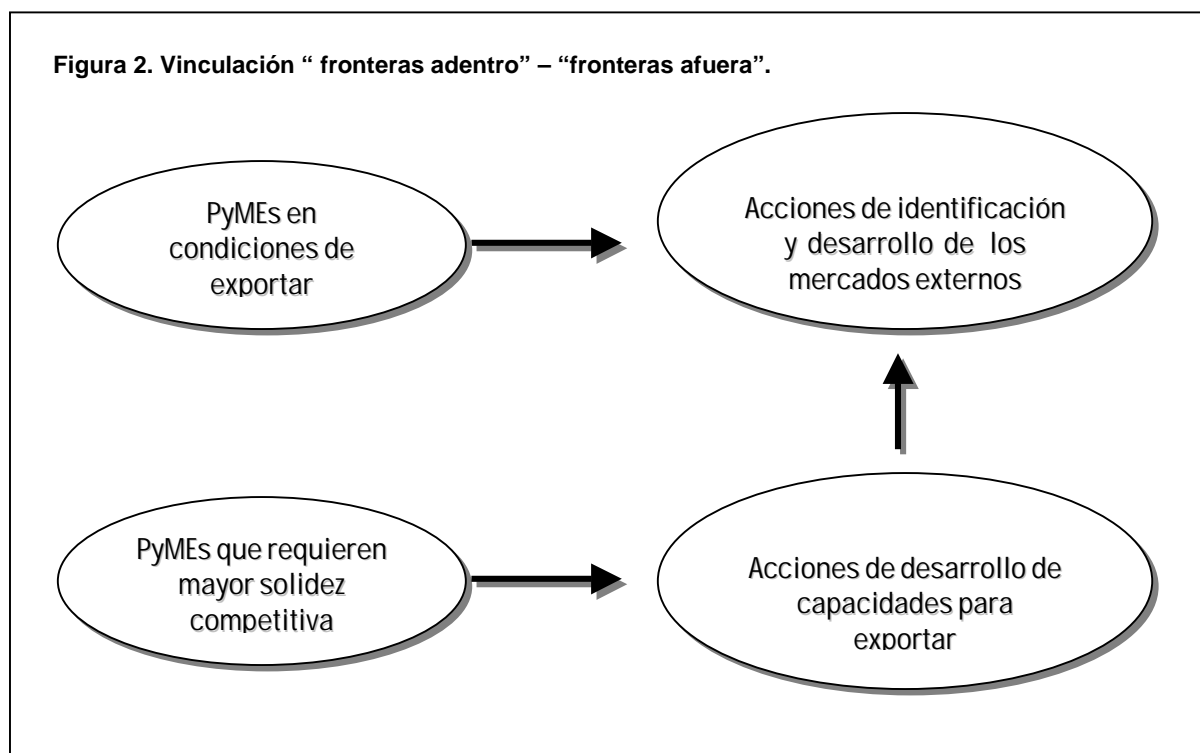 Figura 2. Vinculación “ fronteras adentro” – “fronteras afuera”.
PyMEs en
condiciones de
exportar
Acciones de identificación
y desarrollo de los
mercados externos
PyMEs que requieren
mayor solidez
competitiva
Acciones de desarrollo de
capacidades para
exportar